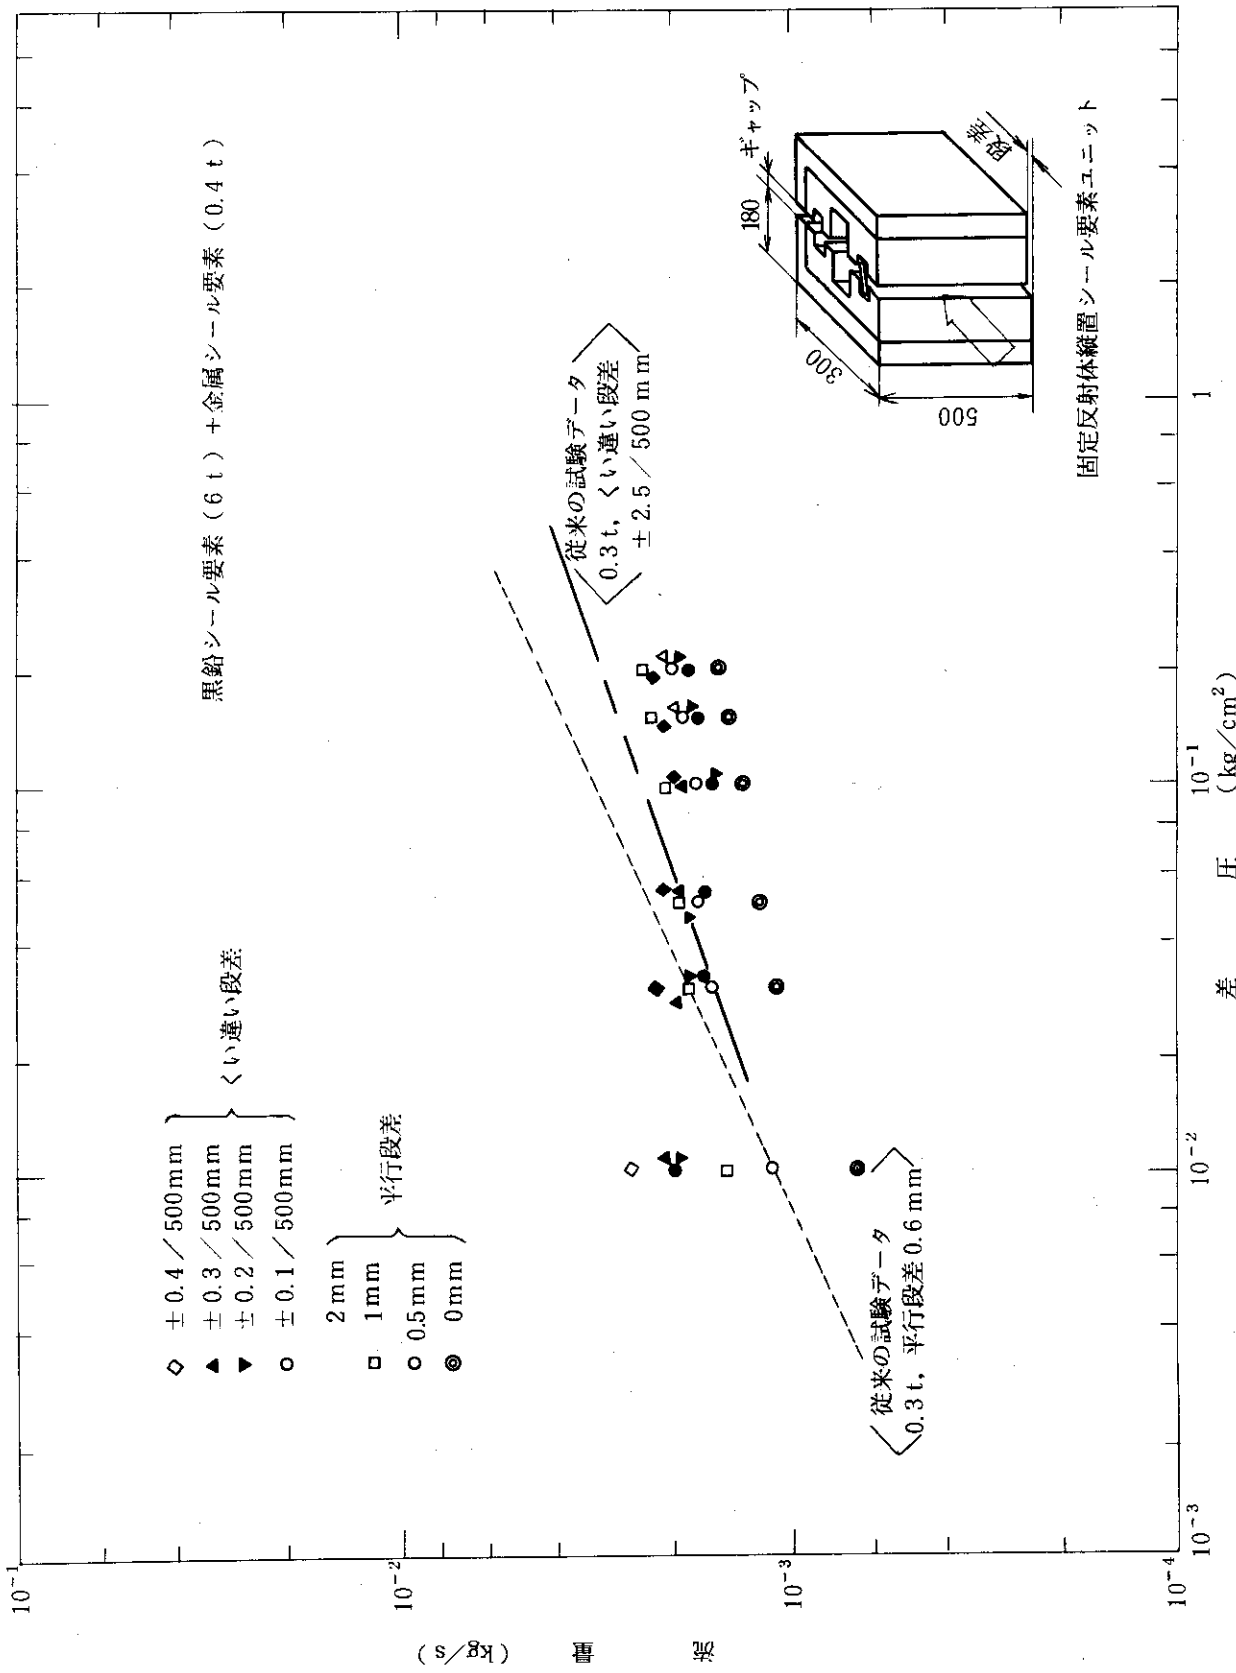 黒鉛シール要素(6t)+金属シール要素(0.4t)
◇ ±0.4/500mm
▲ ±0.3/500mm
▼ ±0.2/500mm
○ ±0.1/500mm
くい違い段差
2mm
□ 1mm
○ 0.5mm
◎ 0mm
平行段差
従来の試験データ
0.3t, くい違い段差
±2.5/500mm
従来の試験データ
0.3t, 平行段差0.6mm
ギャップ
180
300
500
段差
固定反射体縦置シール要素ユニット
10⁻¹
10⁻²
10⁻³
10⁻⁴
流量
(kg/s)
10⁻³
10⁻²
10⁻¹
1
差圧
(kg/cm²)